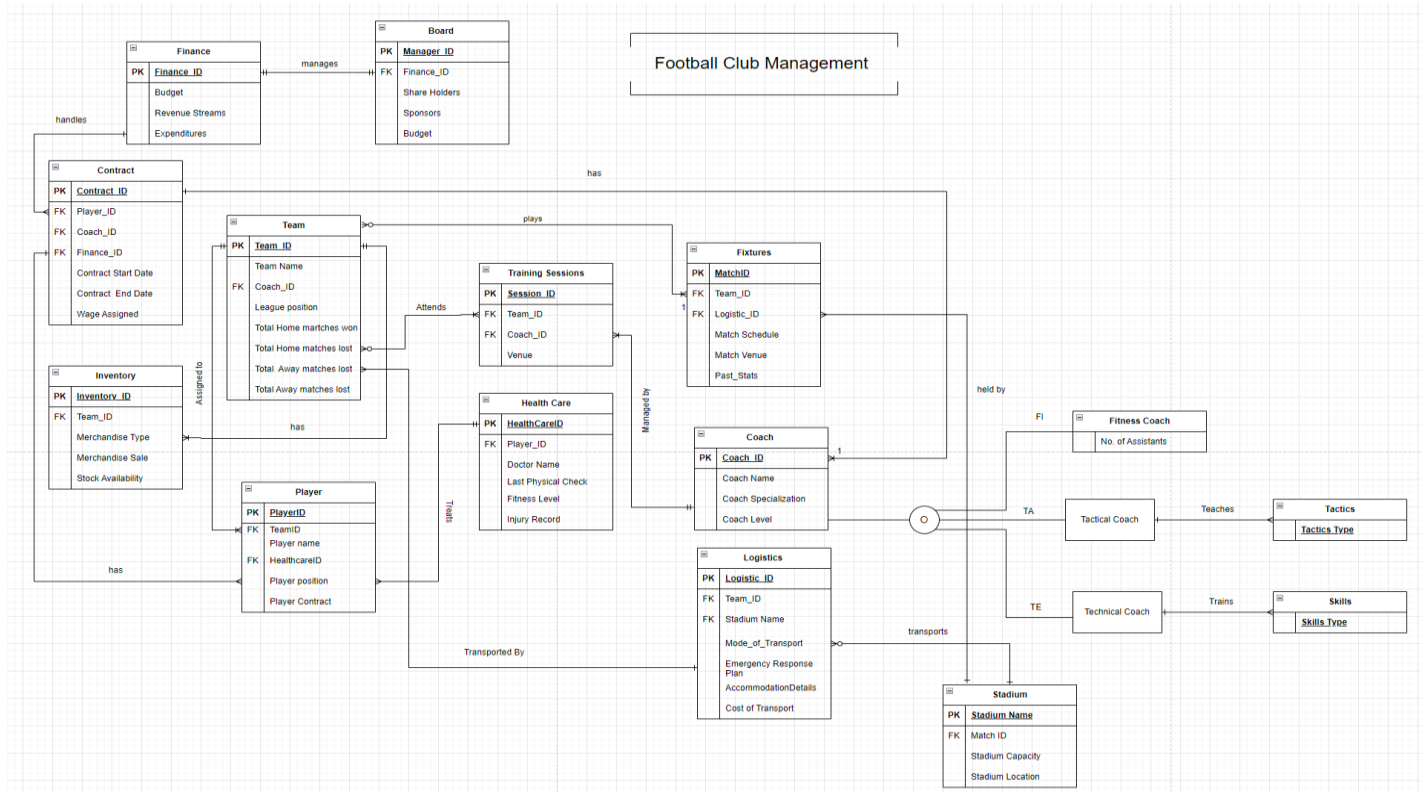 Football Club Management
Finance
PK Finance_ID
Budget
Revenue Streams
Expenditures
manages
Board
PK Manager_ID
FK Finance_ID
Share Holders
Sponsors
Budget
handles
Contract
PK Contract_ID
FK Player_ID
FK Coach_ID
FK Finance_ID
Contract Start Date
Contract End Date
Wage Assigned
has
Team
PK Team_ID
Team Name
FK Coach_ID
League position
Total Home martches won
Total Home matches lost
Total Away matches lost
Total Away matches lost
plays
Attends
Training Sessions
PK Session_ID
FK Team_ID
FK Coach_ID
Venue
Fixtures
PK MatchID
FK Team_ID
1
FK Logistic_ID
Match Schedule
Match Venue
Past_Stats
Inventory
PK Inventory_ID
FK Team_ID
Merchandise Type
Merchandise Sale
Stock Availability
Assigned to
has
Health Care
PK HealthCareID
FK Player_ID
Doctor Name
Last Physical Check
Fitness Level
Injury Record
Managed by
Treats
held by
Coach
PK Coach_ID
1
Coach Name
Coach Specialization
Coach Level
FI
Fitness Coach
No. of Assistants
O
TA
Tactical Coach
Teaches
Tactics
Tactics Type
TE
Technical Coach
Trains
Skills
Skills Type
Player
PK PlayerID
FK TeamID
Player name
FK HealthcareID
Player position
Player Contract
has
Transported By
Logistics
PK Logistic_ID
FK Team_ID
FK Stadium Name
Mode_of_Transport
Emergency Response
Plan
AccommodationDetails
Cost of Transport
transports
Stadium
PK Stadium Name
FK Match ID
Stadium Capacity
Stadium Location